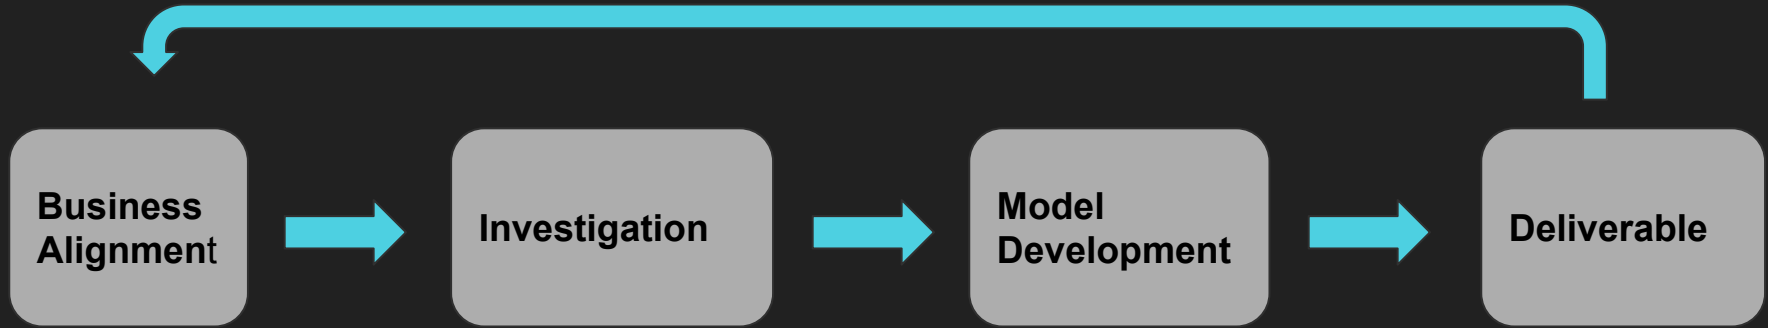 Business
Alignment
Investigation
Model
Development
Deliverable